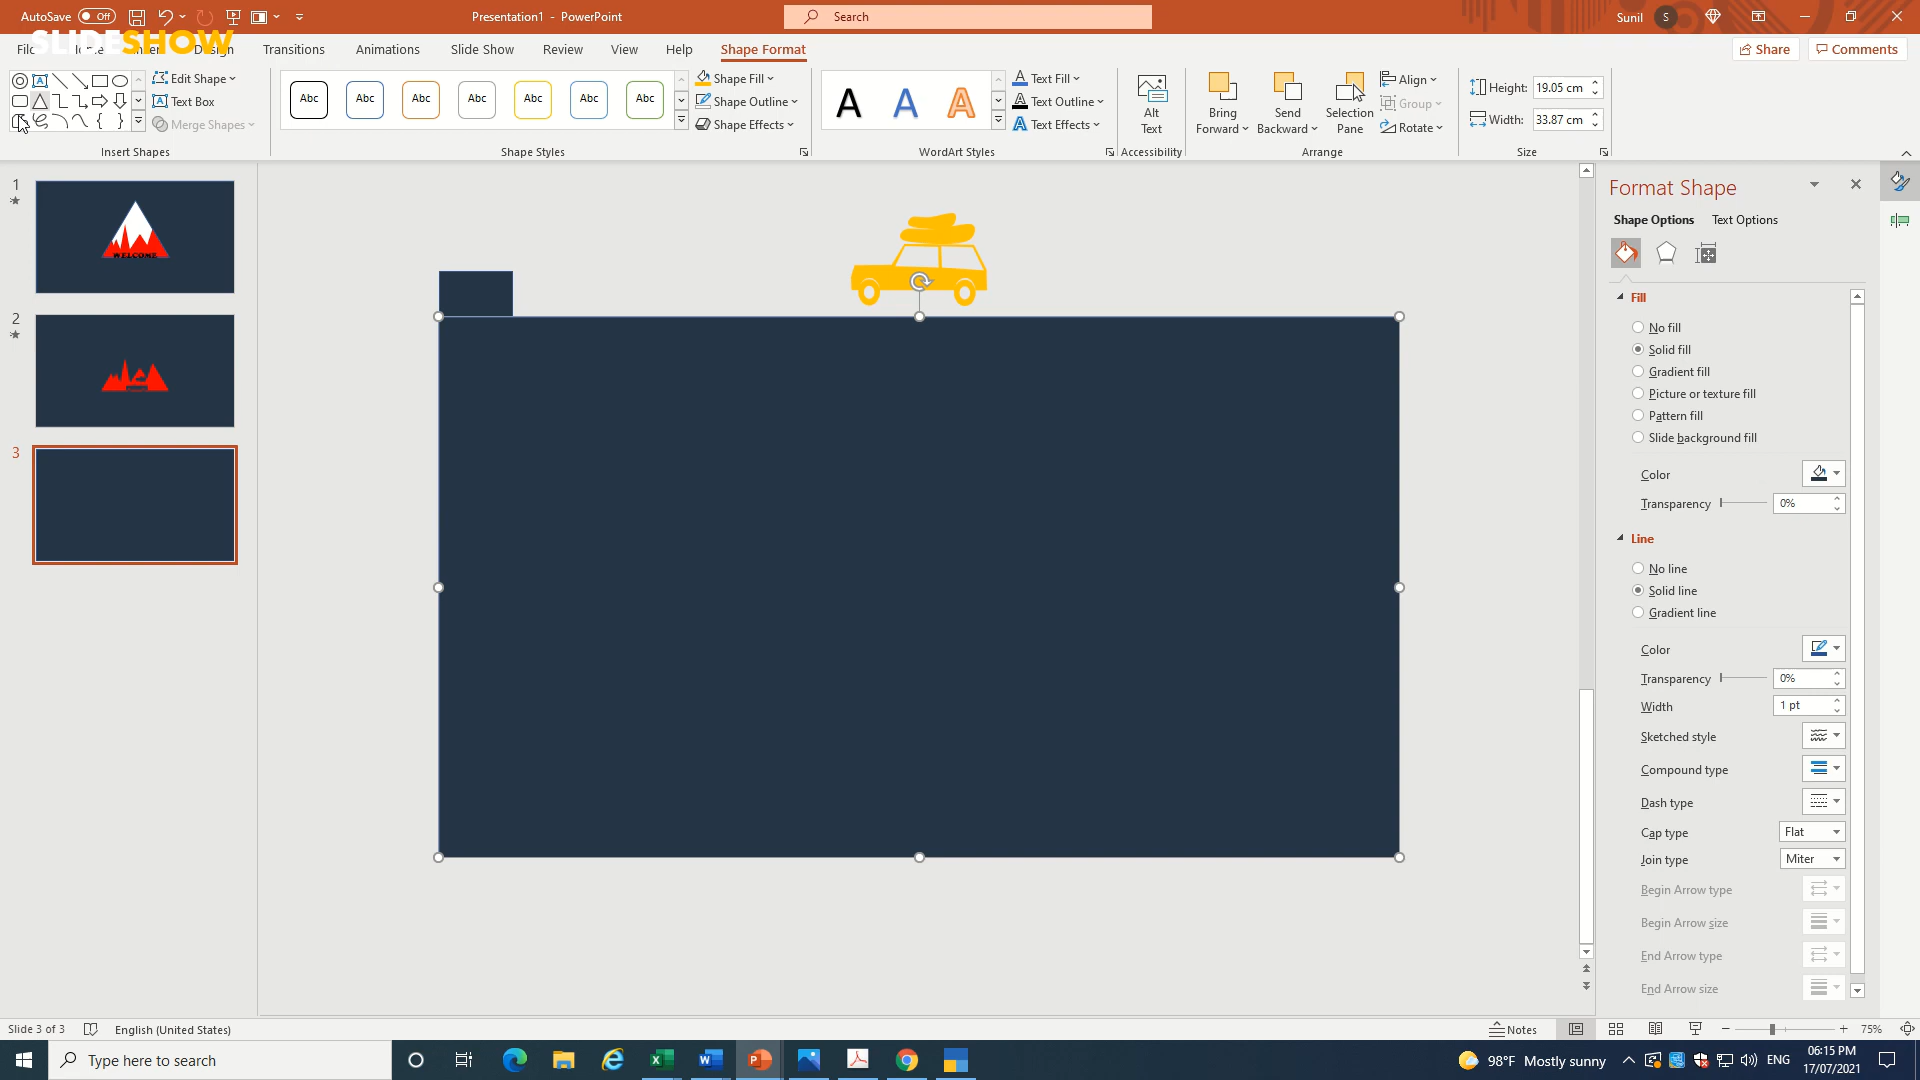 AutoSave Off
Presentation1 - PowerPoint
Search
Sunil S
SLIDESHOW
Transitions Animations Slide Show Review View Help Shape Format
Share Comments
Edit Shape
Text Box
Merge Shapes
Insert Shapes
Abc Abc Abc Abc Abc Abc Abc
Shape Fill
Shape Outline
Shape Effects
Shape Styles
A A A
Text Fill
Text Outline
Text Effects
WordArt Styles
Alt
Text
Accessibility
Bring
Forward
Send
Backward
Selection
Pane
Align
Group
Rotate
Arrange
Height: 19.05 cm
Width: 33.87 cm
Size
1
WELCOME
2
3
Format Shape
Shape Options Text Options
Fill
No fill
Solid fill
Gradient fill
Picture or texture fill
Pattern fill
Slide background fill
Color
Transparency 0%
Line
No line
Solid line
Gradient line
Color
Transparency 0%
Width 1 pt
Sketched style
Compound type
Dash type
Cap type Flat
Join type Miter
Begin Arrow type
Begin Arrow size
End Arrow type
End Arrow size
Slide 3 of 3 English (United States)
Notes
75%
Type here to search
98°F Mostly sunny
ENG
06:15 PM
17/07/2021